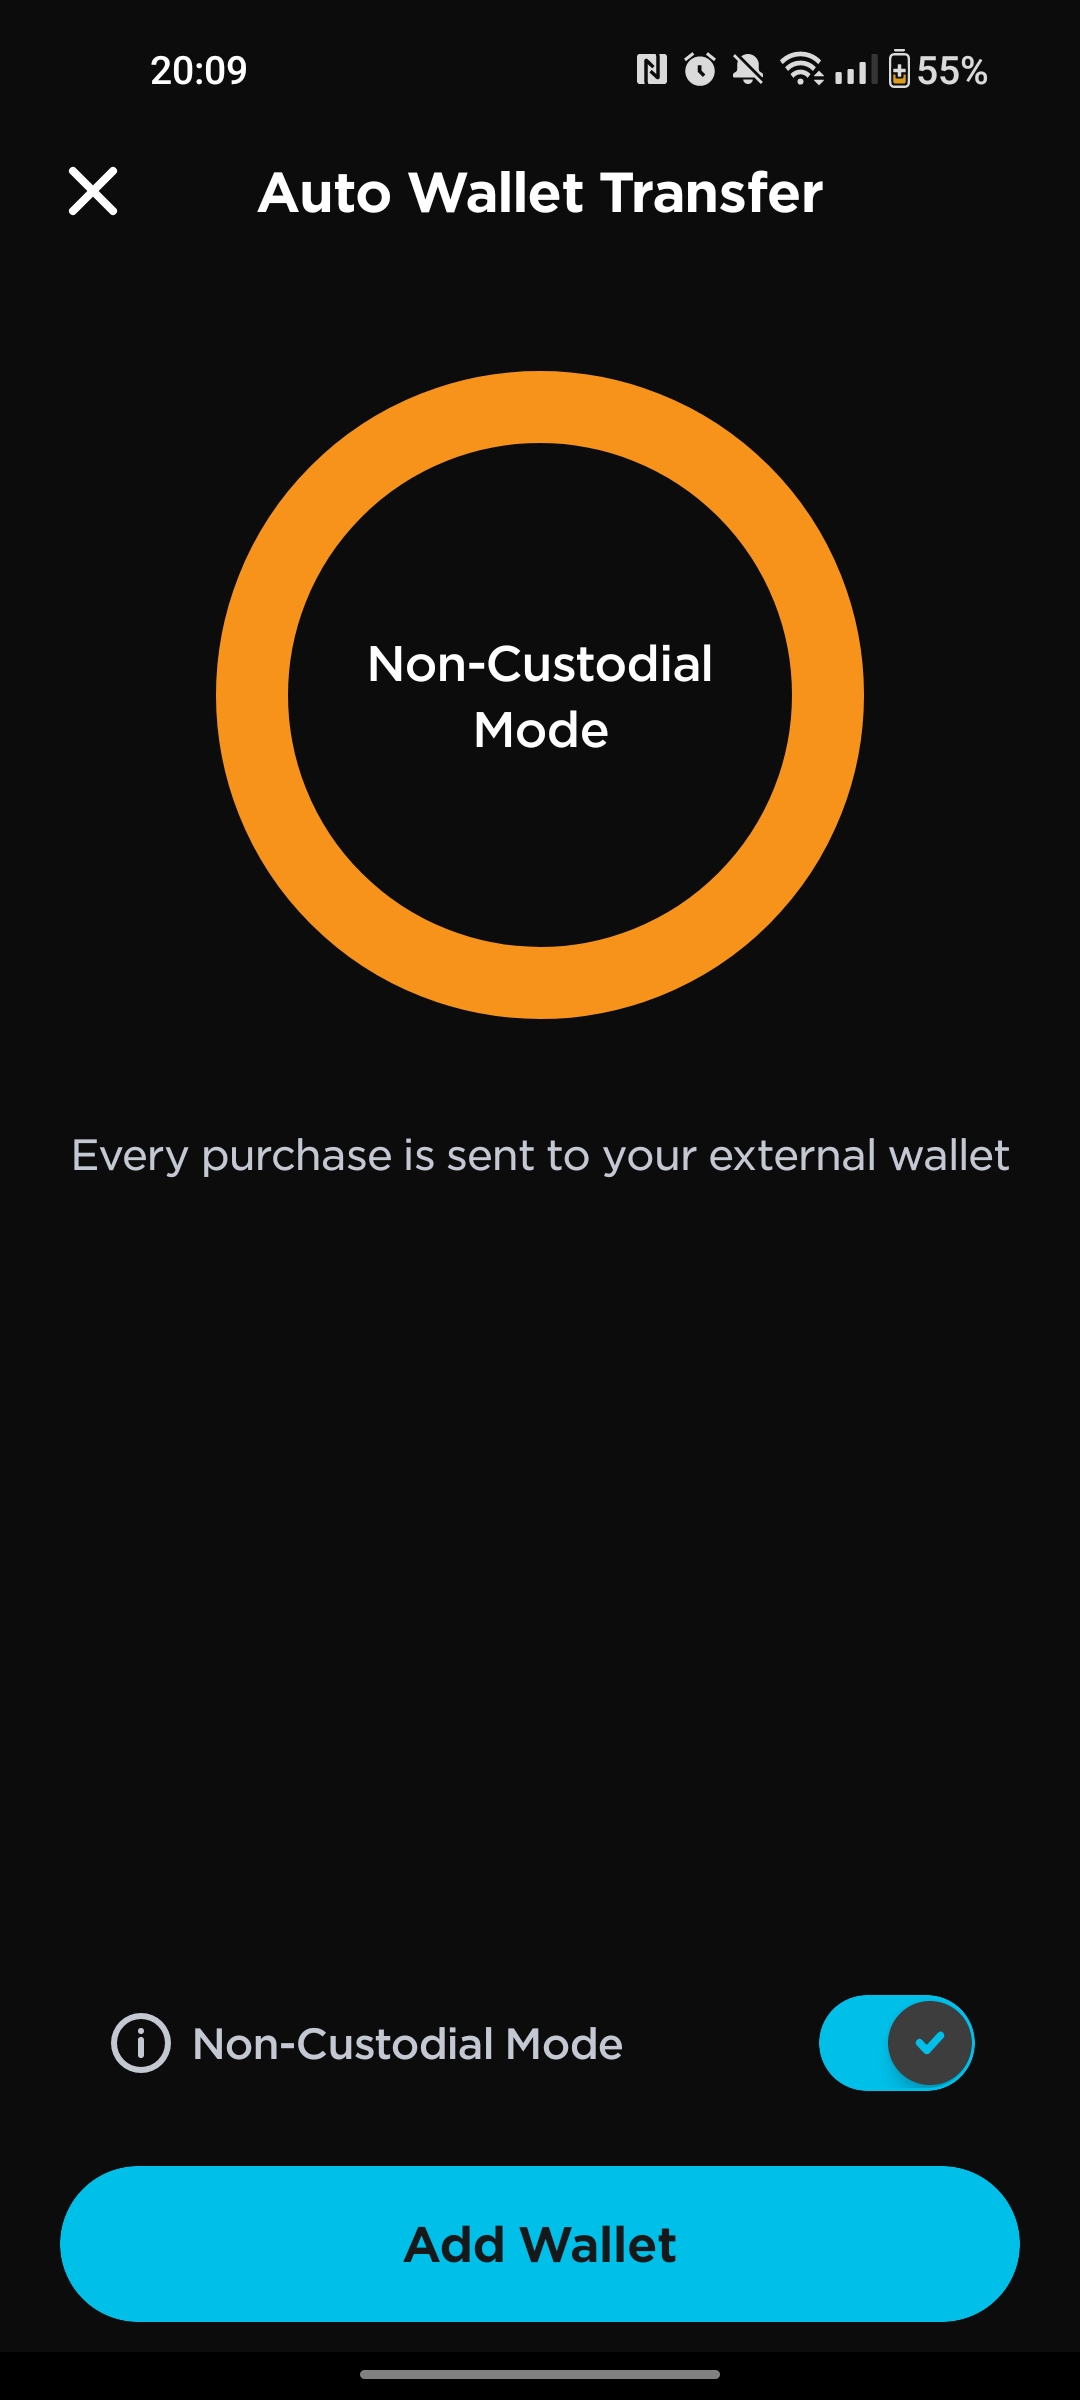 20:09 55%
Auto Wallet Transfer
Non-Custodial
Mode
Every purchase is sent to your external wallet
Non-Custodial Mode
Add Wallet